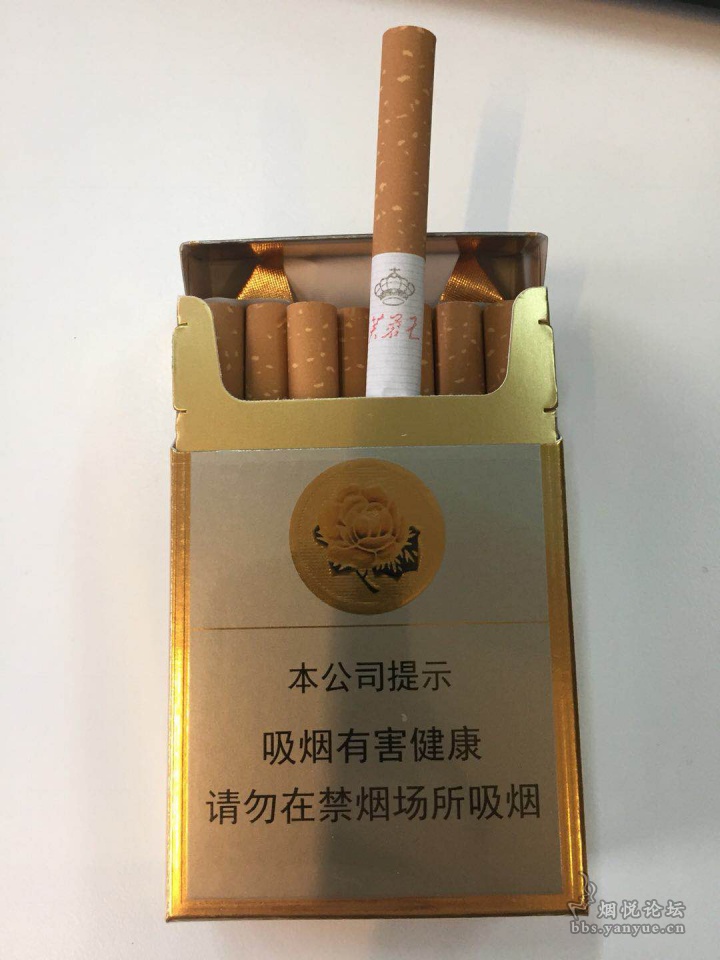 芙蓉王
本公司提示
吸烟有害健康
请勿在禁烟场所吸烟
烟悦论坛
bbs.yanyue.cn